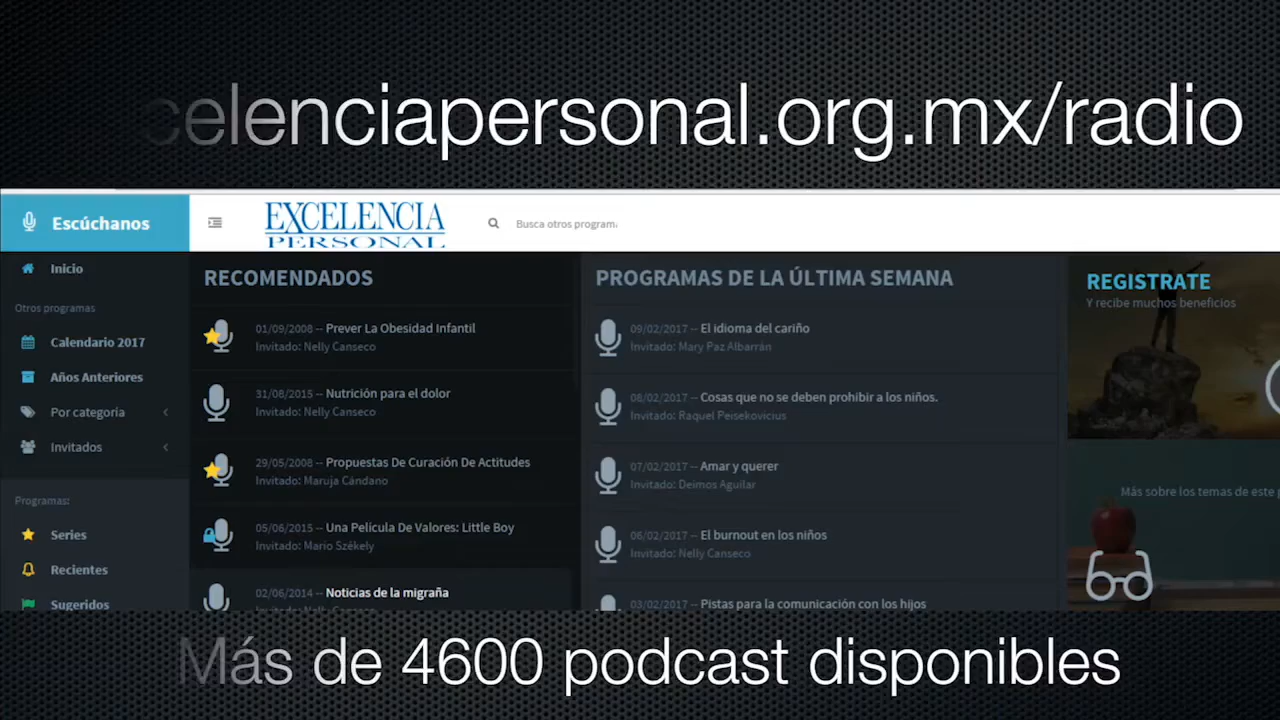 celenciapersonal.org.mx/radio
Escúchanos
EXCELENCIA
PERSONAL
Busca otros program
Inicio
Otros programas
Calendario 2017
Años Anteriores
Por categoría
Invitados
Programas:
Series
Recientes
Sugeridos
RECOMENDADOS
01/09/2008 -- Prever La Obesidad Infantil
Invitado: Nelly Canseco
31/08/2015 -- Nutrición para el dolor
Invitado: Nelly Canseco
29/05/2008 -- Propuestas De Curación De Actitudes
Invitado: Maruja Cándano
05/06/2015 -- Una Película De Valores: Little Boy
Invitado: Mario Székely
02/06/2014 -- Noticias de la migraña
Invitado: Nelly Canseco
PROGRAMAS DE LA ÚLTIMA SEMANA
09/02/2017 -- El idioma del cariño
Invitado: Mary Paz Albarrán
08/02/2017 -- Cosas que no se deben prohibir a los niños.
Invitado: Raquel Peisekovicius
07/02/2017 -- Amar y querer
Invitado: Deimos Aguilar
06/02/2017 -- El burnout en los niños
Invitado: Nelly Canseco
03/02/2017 -- Pistas para la comunicación con los hijos
REGISTRATE
Y recibe muchos beneficios
Más sobre los temas de este
Más de 4600 podcast disponibles